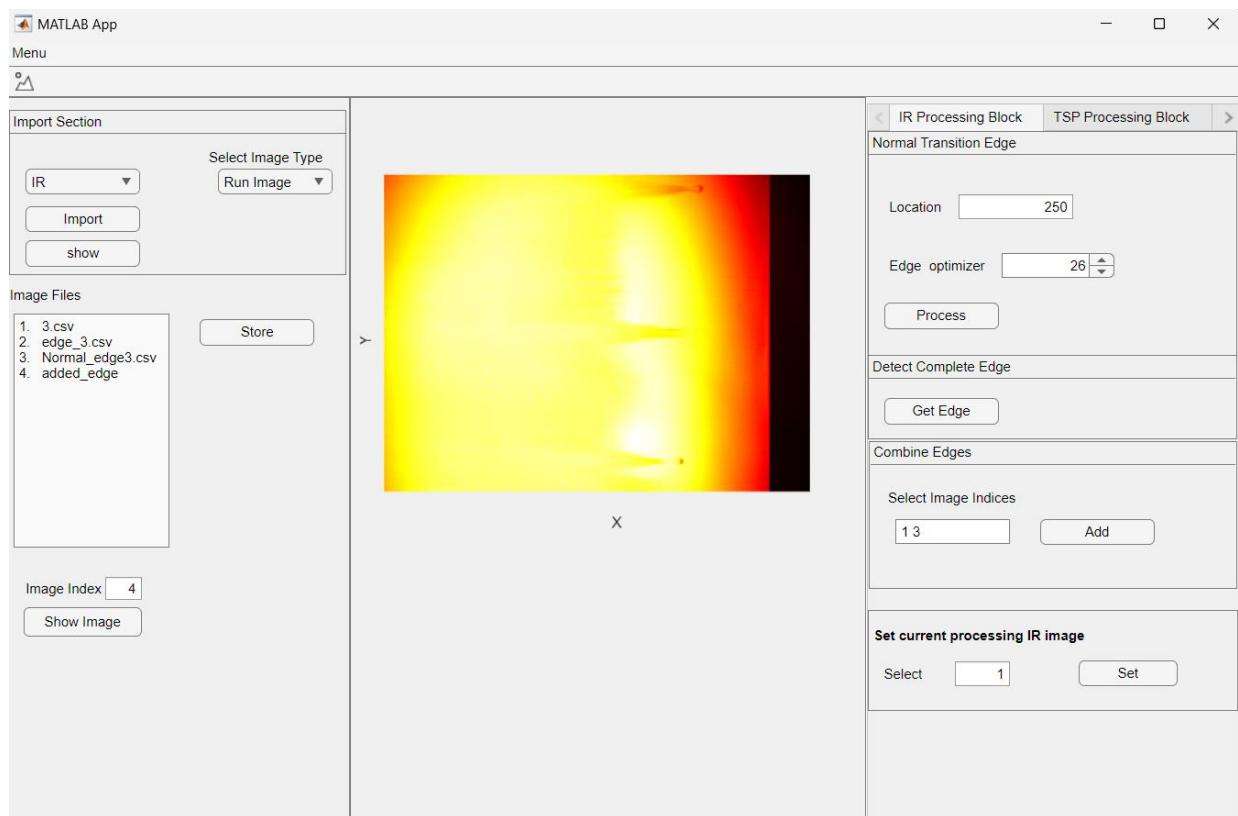 MATLAB App
Menu
Import Section
Select Image Type
IR
Run Image
Import
show
Image Files
1. 3.csv
2. edge_3.csv
3. Normal_edge3.csv
4. added_edge
Store
Image Index 4
Show Image
Y
X
IR Processing Block
TSP Processing Block
Normal Transition Edge
Location 250
Edge optimizer 26
Process
Detect Complete Edge
Get Edge
Combine Edges
Select Image Indices
1 3
Add
Set current processing IR image
Select 1
Set